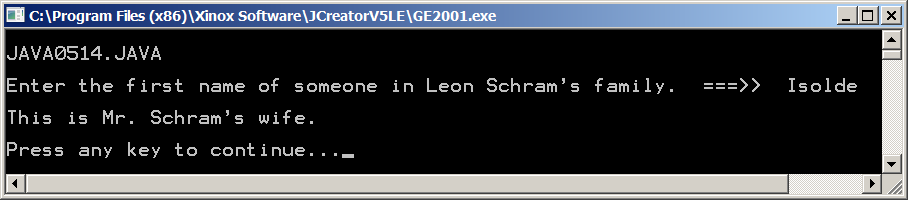 C:\Program Files (x86)\Xinox Software\JCreatorV5LE\GE2001.exe
JAVA0514.JAVA
Enter the first name of someone in Leon Schram's family.  ===>>  Isolde
This is Mr. Schram's wife.
Press any key to continue..._